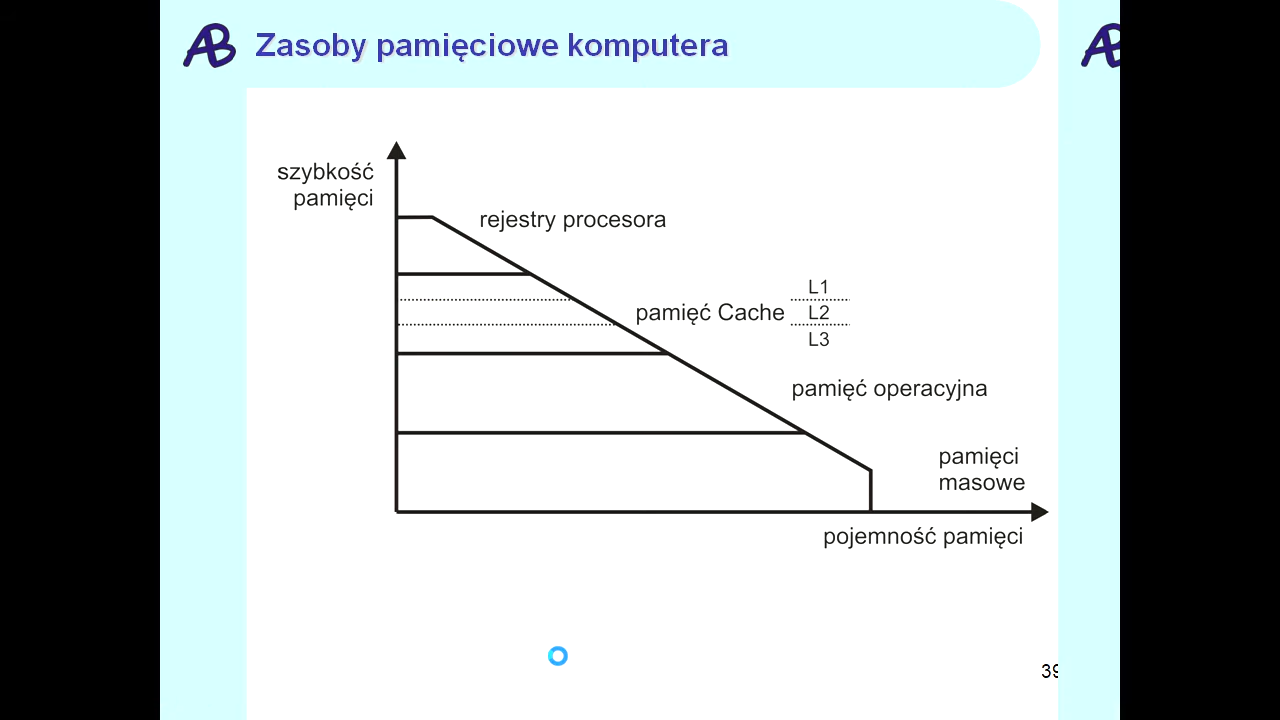 AB Zasoby pamięciowe komputera
szybkość
pamięci
rejestry procesora
L1
pamięć Cache L2
L3
pamięć operacyjna
pamięci
masowe
pojemność pamięci
39